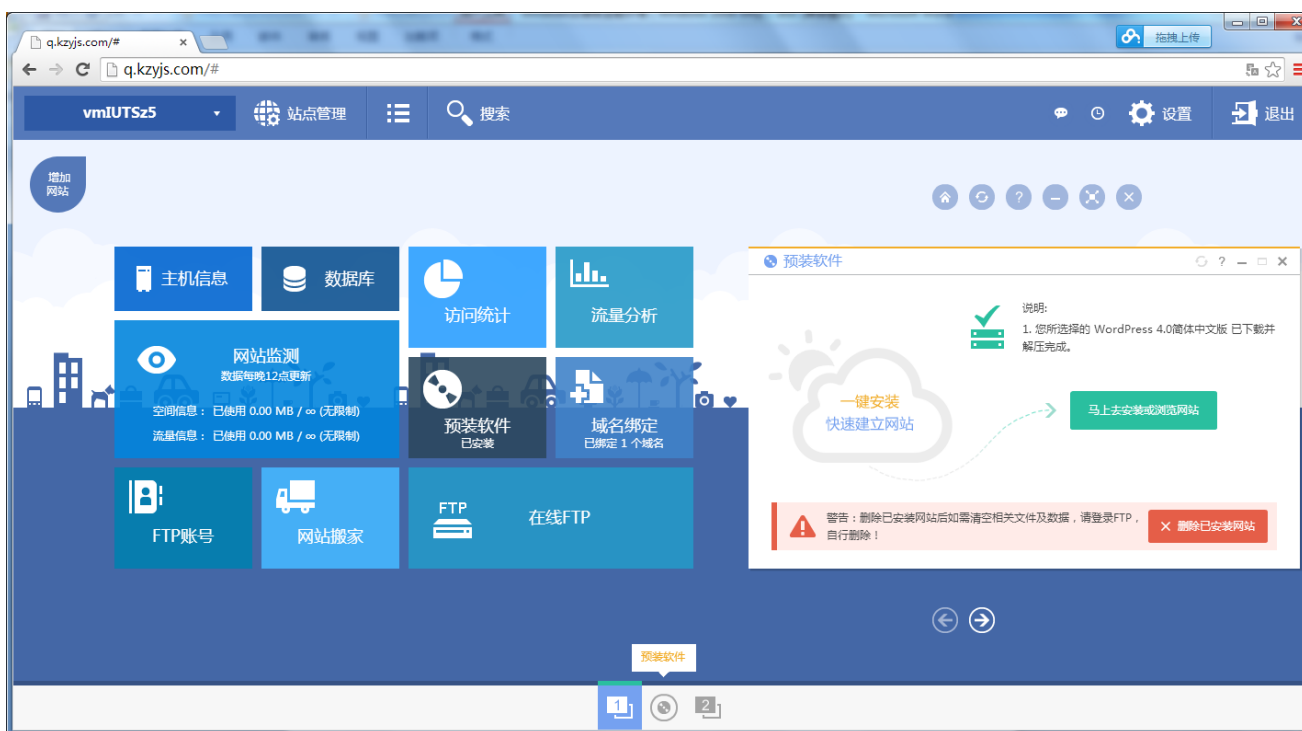 q.kzyjs.com/#
拖拽上传
q.kzyjs.com/#
vmIUTSz5
站点管理
搜索
设置
退出
增加
网站
主机信息
数据库
访问统计
流量分析
网站监测
数据每晚12点更新
空间信息： 已使用 0.00 MB / ∞ (无限制)
流量信息： 已使用 0.00 MB / ∞ (无限制)
预装软件
已安装
域名绑定
已绑定 1 个域名
FTP账号
网站搬家
FTP
在线FTP
预装软件
说明:
1. 您所选择的 WordPress 4.0简体中文版 已下载并
解压完成。
一键安装
快速建立网站
马上去安装或浏览网站
警告：删除已安装网站后如需清空相关文件及数据，请登录FTP，
自行删除！
删除已安装网站
预装软件
1
2